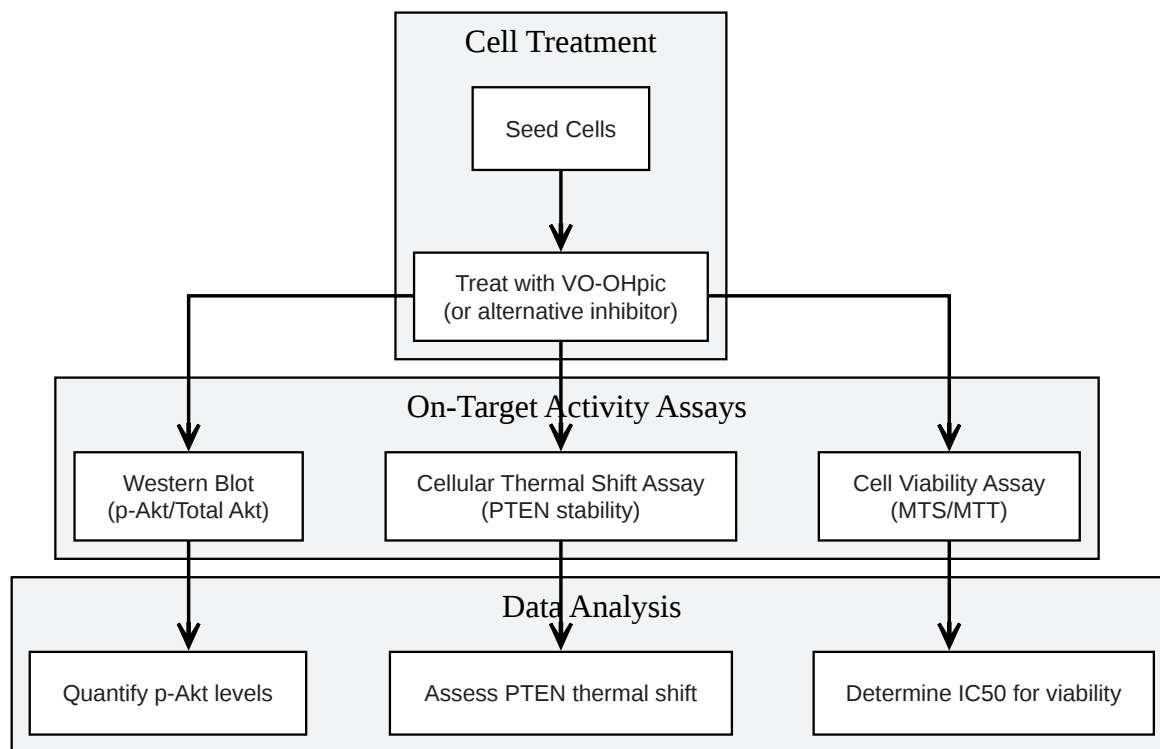 Cell Treatment
Seed Cells
Treat with VO-OHpic
(or alternative inhibitor)
On-Target Activity Assays
Western Blot
(p-Akt/Total Akt)
Cellular Thermal Shift Assay
(PTEN stability)
Cell Viability Assay
(MTS/MTT)
Data Analysis
Quantify p-Akt levels
Assess PTEN thermal shift
Determine IC50 for viability